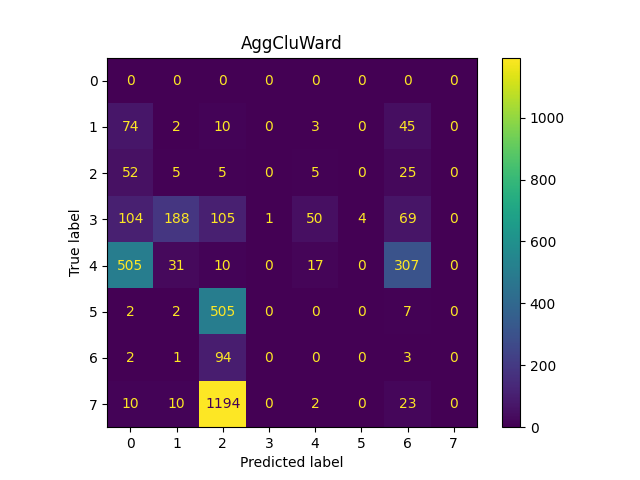 AggCluWard
0 0 0 0 0 0 0 0 0
1 74 2 10 0 3 0 45 0
2 52 5 5 0 5 0 25 0
3 104 188 105 1 50 4 69 0
4 505 31 10 0 17 0 307 0
5 2 2 505 0 0 0 7 0
6 2 1 94 0 0 0 3 0
7 10 10 1194 0 2 0 23 0
0 1 2 3 4 5 6 7
True label
Predicted label
1000
800
600
400
200
0